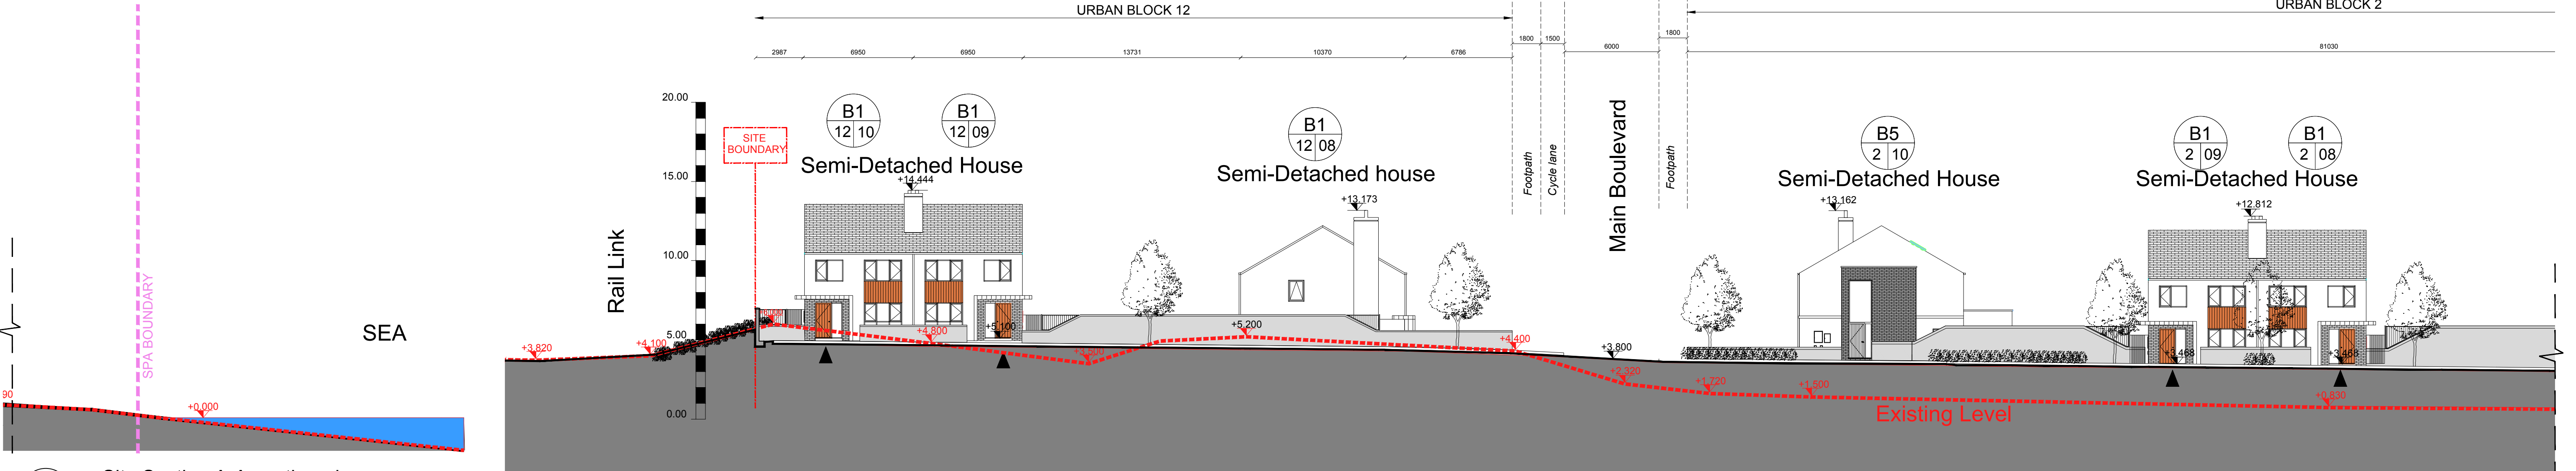 URBAN BLOCK 12
URBAN BLOCK 2
2987
6950
6950
13731
10370
6786
1800
1500
6000
1800
81030
20.00
15.00
10.00
5.00
0.00
SITE
BOUNDARY
B1
12 10
B1
12 09
Semi-Detached House
+14.444
B1
12 08
Semi-Detached house
+13.173
Footpath
Cycle lane
Main Boulevard
Footpath
B5
2 10
Semi-Detached House
+13.162
B1
2 09
B1
2 08
Semi-Detached House
+12.812
SPA BOUNDARY
SEA
Rail Link
+3.820
+4.100
+4.800
+5.100
+5.200
+4.400
+3.800
+2.320
+1.720
+1.500
+3.468
+3.468
+0.830
Existing Level
90
+0.000